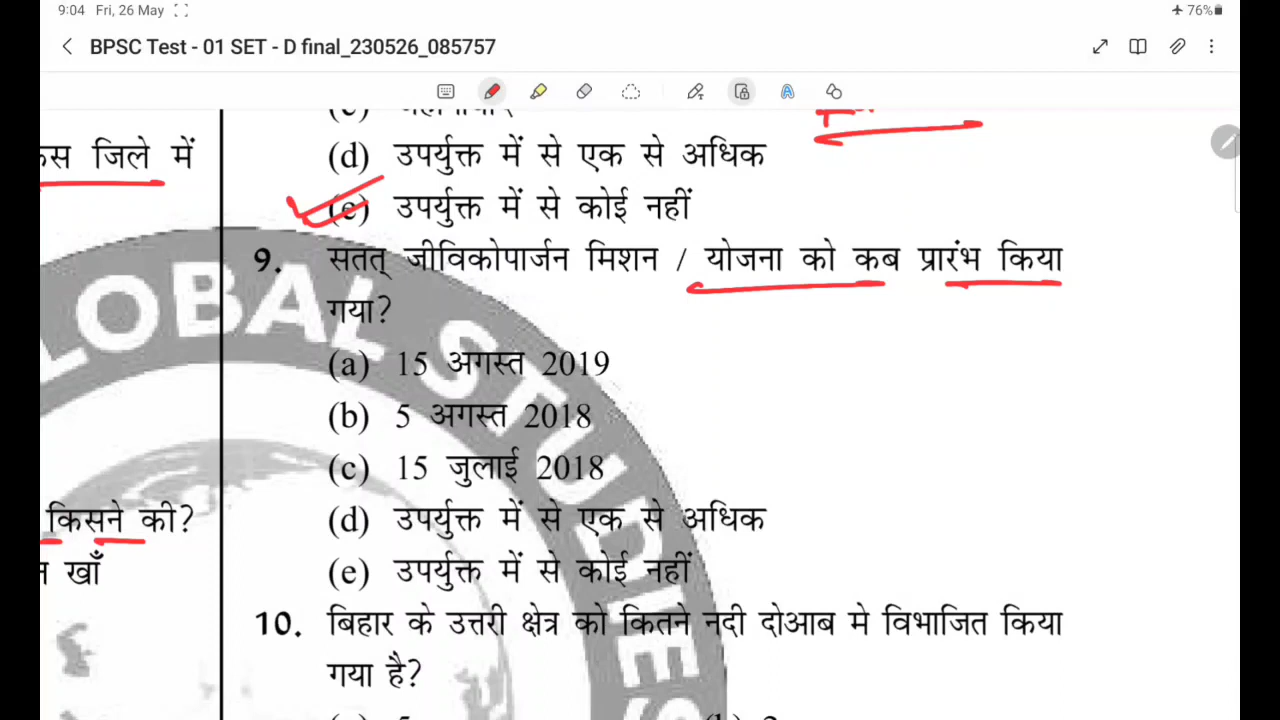 9:04 Fri, 26 May
76%
BPSC Test - 01 SET - D final_230526_085757
जिले में
किसने की?
खाँ
(d) उपर्युक्त में से एक से अधिक
(e) उपर्युक्त में से कोई नहीं
9. सतत् जीविकोपार्जन मिशन / योजना को कब प्रारंभ किया
गया?
(a) 15 अगस्त 2019
(b) 5 अगस्त 2018
(c) 15 जुलाई 2018
(d) उपर्युक्त में से एक से अधिक
(e) उपर्युक्त में से कोई नहीं
10. बिहार के उत्तरी क्षेत्र को कितने नदी दोआब मे विभाजित किया
गया है?
LOBAL STUDIES